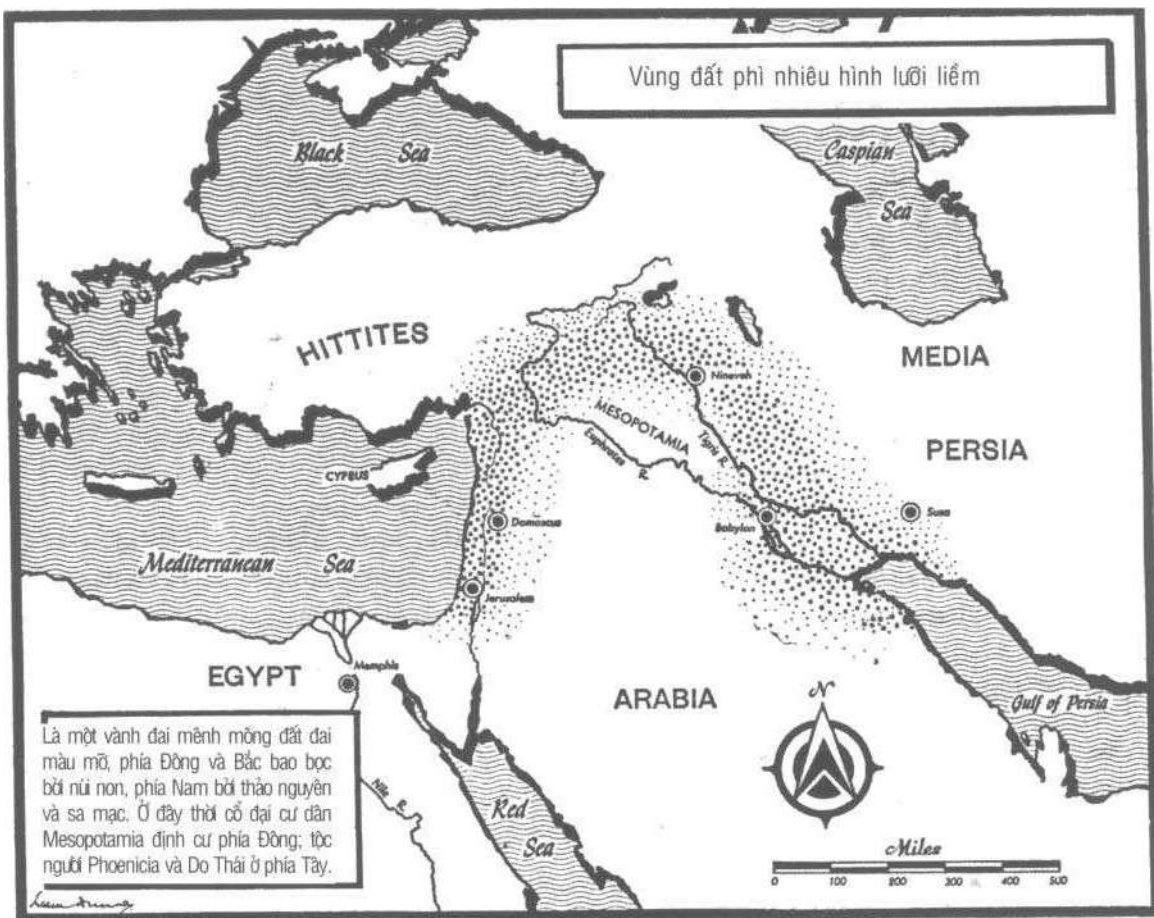 Vùng đất phì nhiêu hình lưỡi liềm
Black Sea
Caspian
Sea
HITTITES
MEDIA
Nineveh
MESOPOTAMIA
Tigris R.
Euphrates R.
PERSIA
CYPRUS
Susa
Damascus
Babylon
Mediterranean Sea
Jerusalem
EGYPT
Memphis
ARABIA
N
Gulf of Persia
Là một vành đai mênh mông đất đai
màu mỡ, phía Đông và Bắc bao bọc
bởi núi non, phía Nam bởi thảo nguyên
và sa mạc. Ở đây thời cổ đại cư dân
Mesopotamia định cư phía Đông; tộc
người Phoenicia và Do Thái ở phía Tây.
Nile R.
Red
Sea
Miles
0 100 200 300 400 500